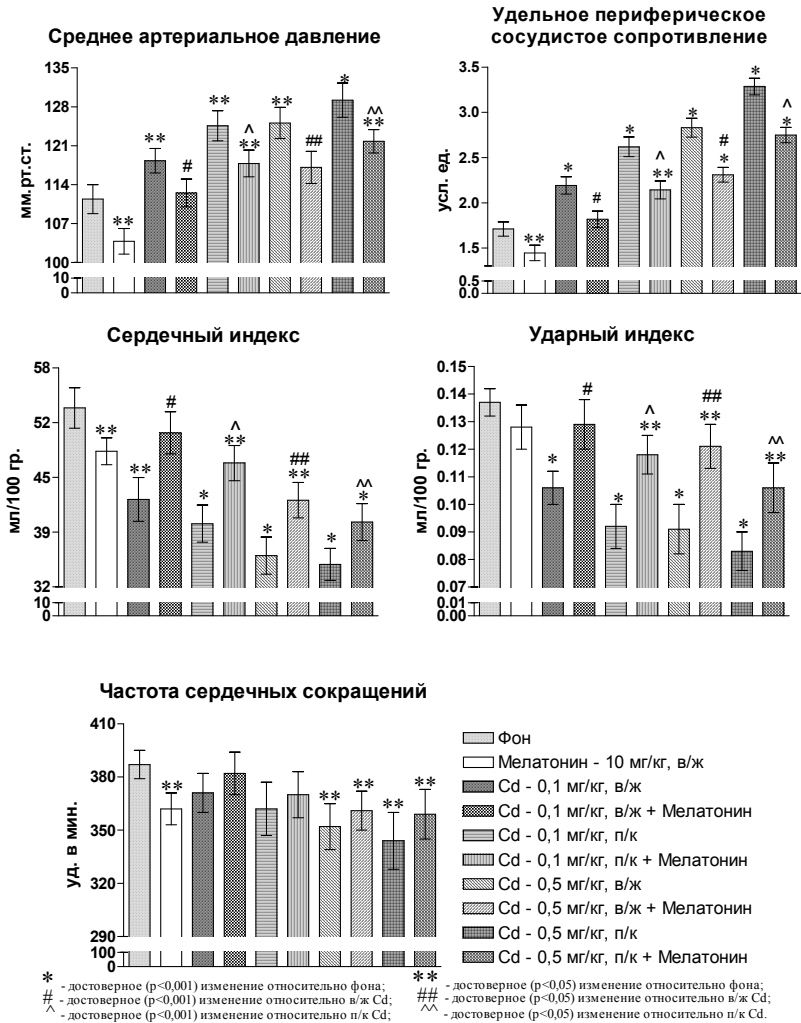 Среднее артериальное давление
мм.рт.ст.
135
128
121
114
107
100
10
0
** ** # ** ^ ** ** ## * ^^ **
Удельное периферическое
сосудистое сопротивление
усл. ед.
3.5
3.0
2.5
2.0
1.5
0.5
0.0
** * # * ^ ** * # * * ^ *
Сердечный индекс
мл/100 гр.
58
52
45
39
32
10
0
** ** # * ^ ** * ## ** * ^^ *
Ударный индекс
мл/100 гр.
0.15
0.14
0.13
0.12
0.11
0.10
0.09
0.08
0.07
0.01
0.00
* # * ^ ** * ## ** * ^^ **
Частота сердечных сокращений
уд. в мин.
410
380
350
320
290
100
0
** ** ** ** **
Фон
Мелатонин - 10 мг/кг, в/ж
Cd - 0,1 мг/кг, в/ж
Cd - 0,1 мг/кг, в/ж + Мелатонин
Cd - 0,1 мг/кг, п/к
Cd - 0,1 мг/кг, п/к + Мелатонин
Cd - 0,5 мг/кг, в/ж
Cd - 0,5 мг/кг, в/ж + Мелатонин
Cd - 0,5 мг/кг, п/к
Cd - 0,5 мг/кг, п/к + Мелатонин
* - достоверное (p<0,001) изменение относительно фона;
# - достоверное (p<0,001) изменение относительно в/ж Cd;
^ - достоверное (p<0,001) изменение относительно п/к Cd;
** - достоверное (p<0,05) изменение относительно фона;
## - достоверное (p<0,05) изменение относительно в/ж Cd;
^^ - достоверное (p<0,05) изменение относительно п/к Cd.